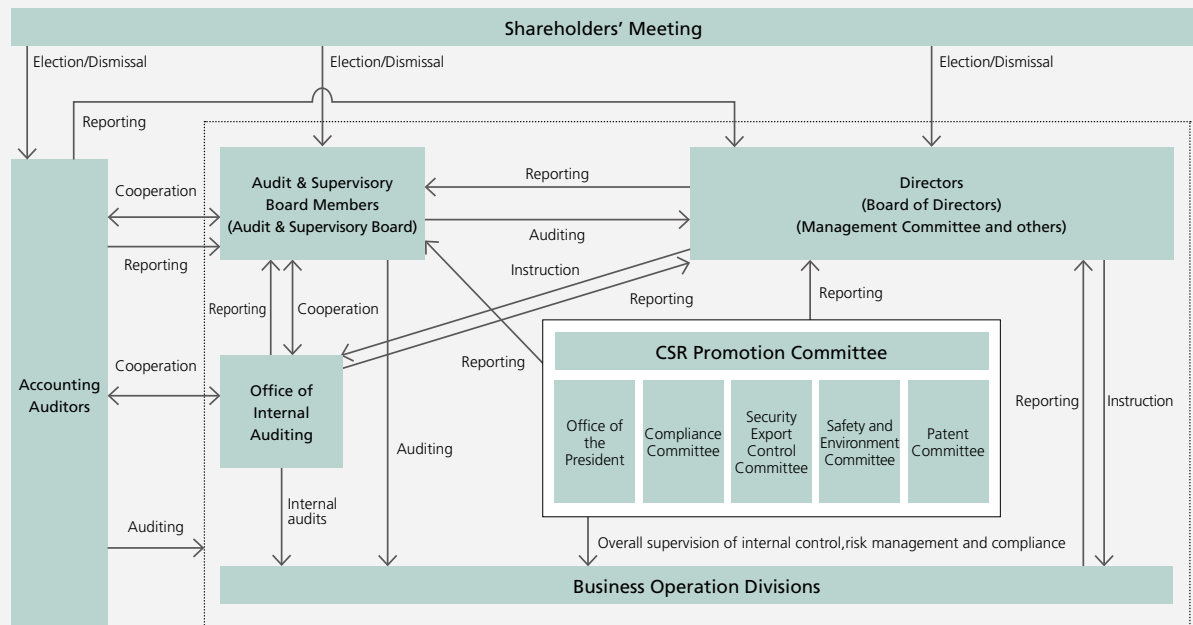 Shareholders’ Meeting
Election/Dismissal
Election/Dismissal
Election/Dismissal
Reporting
Cooperation
Audit & Supervisory
Board Members
(Audit & Supervisory Board)
Reporting
Auditing
Directors
(Board of Directors)
(Management Committee and others)
Reporting
Instruction
Reporting
Reporting
Cooperation
Reporting
Cooperation
Reporting
CSR Promotion Committee
Accounting
Auditors
Office of
Internal
Auditing
Office of
the
President
Compliance
Committee
Security
Export
Control
Committee
Safety and
Environment
Committee
Patent
Committee
Reporting
Instruction
Auditing
Internal
audits
Auditing
Overall supervision of internal control,risk management and compliance
Business Operation Divisions